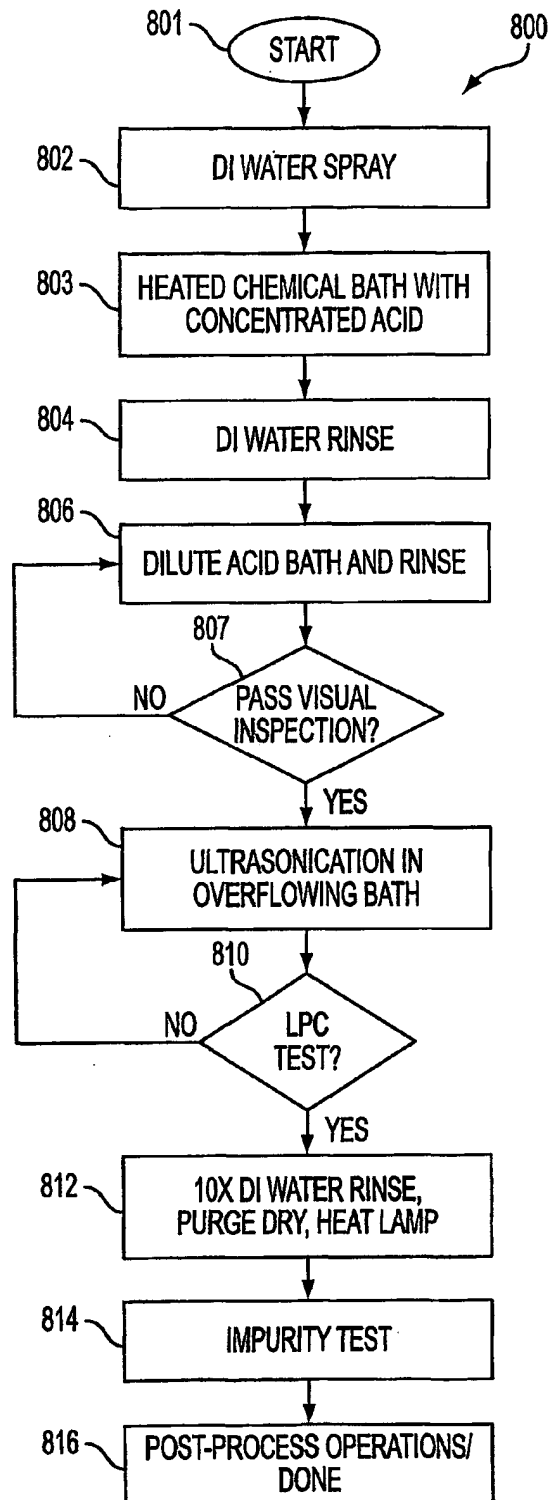 801
START
800
802
DI WATER SPRAY
803
HEATED CHEMICAL BATH WITH
CONCENTRATED ACID
804
DI WATER RINSE
806
DILUTE ACID BATH AND RINSE
807
NO
PASS VISUAL
INSPECTION?
YES
808
ULTRASONICATION IN
OVERFLOWING BATH
810
NO
LPC
TEST?
YES
812
10X DI WATER RINSE,
PURGE DRY, HEAT LAMP
814
IMPURITY TEST
816
POST-PROCESS OPERATIONS/
DONE